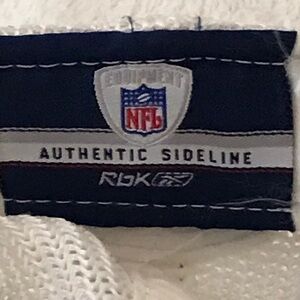 EQUIPMENT
NFL
AUTHENTIC SIDELINE
RBK